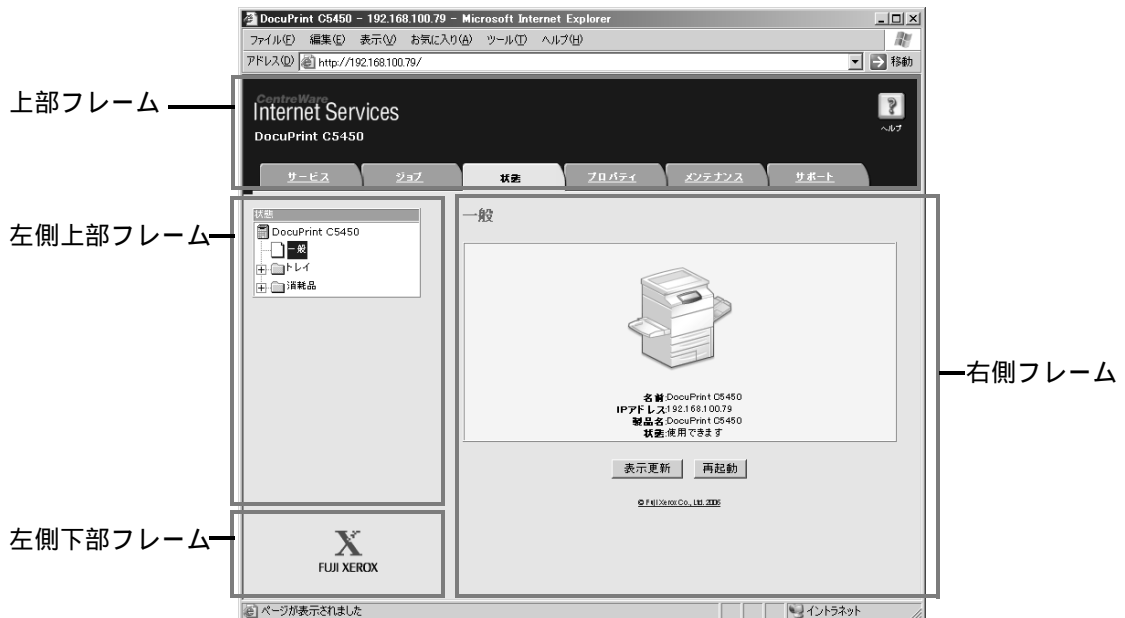 DocuPrint C5450 - 192.168.100.79 - Microsoft Internet Explorer
ファイル(F) 編集(E) 表示(V) お気に入り(A) ツール(T) ヘルプ(H)
アドレス(D) http://192.168.100.79/ 移動
上部フレーム
CentreWare
Internet Services
DocuPrint C5450
ヘルプ
サービス ジョブ 状態 プロパティ メンテナンス サポート
左側上部フレーム
状態
DocuPrint C5450
一般
トレイ
消耗品
一般
名前:DocuPrint C5450
IPアドレス:192.168.100.79
製品名:DocuPrint C5450
状態:使用できます
右側フレーム
表示更新 再起動
© Fuji Xerox Co., Ltd. 2006
左側下部フレーム
X
FUJI XEROX
ページが表示されました イントラネット